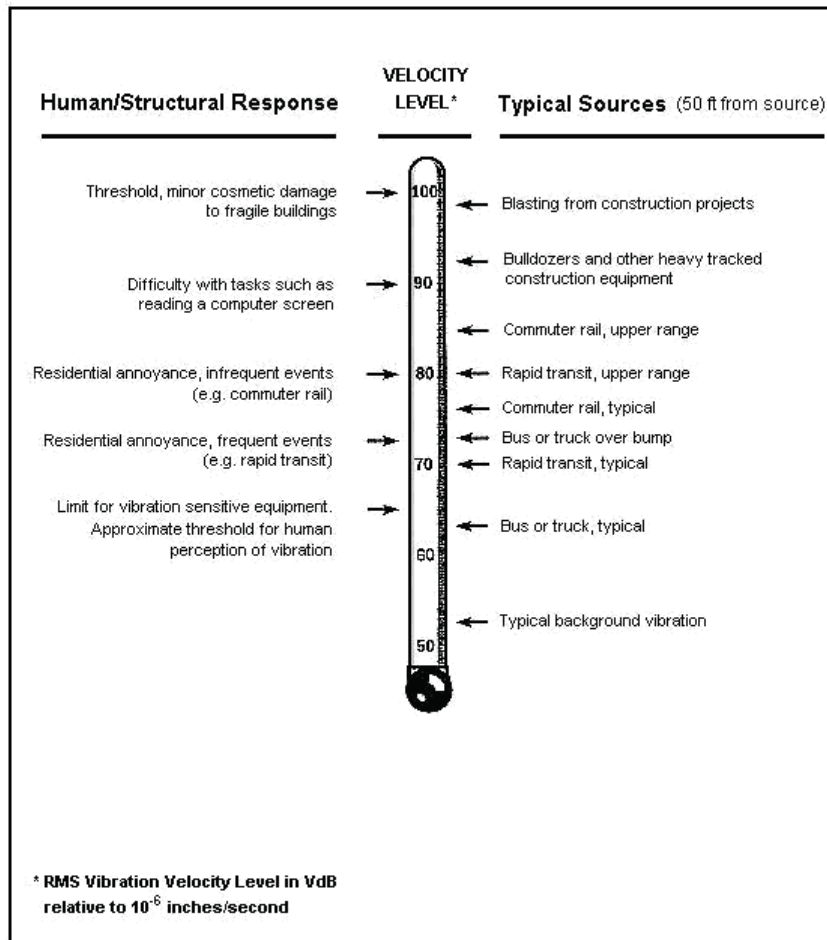 VELOCITY
LEVEL*
Human/Structural Response
Typical Sources (50 ft from source)
Threshold, minor cosmetic damage
to fragile buildings
Difficulty with tasks such as
reading a computer screen
Residential annoyance, infrequent events
(e.g. commuter rail)
Residential annoyance, frequent events
(e.g. rapid transit)
Limit for vibration sensitive equipment.
Approximate threshold for human
perception of vibration
100
90
80
70
60
50
Blasting from construction projects
Bulldozers and other heavy tracked
construction equipment
Commuter rail, upper range
Rapid transit, upper range
Commuter rail, typical
Bus or truck over bump
Rapid transit, typical
Bus or truck, typical
Typical background vibration
* RMS Vibration Velocity Level in VdB
relative to 10⁻⁶ inches/second